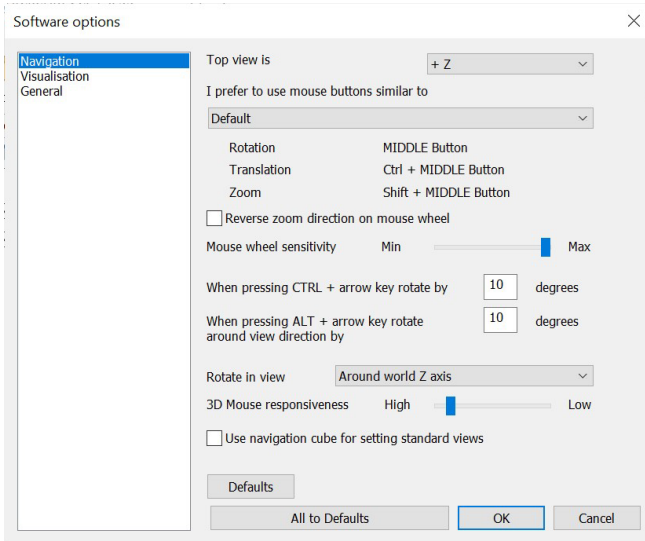 Software options
Navigation
Visualisation
General
Top view is
+ Z
I prefer to use mouse buttons similar to
Default
Rotation MIDDLE Button
Translation Ctrl + MIDDLE Button
Zoom Shift + MIDDLE Button
Reverse zoom direction on mouse wheel
Mouse wheel sensitivity Min Max
When pressing CTRL + arrow key rotate by 10 degrees
When pressing ALT + arrow key rotate
around view direction by 10 degrees
Rotate in view Around world Z axis
3D Mouse responsiveness High Low
Use navigation cube for setting standard views
Defaults
All to Defaults OK Cancel